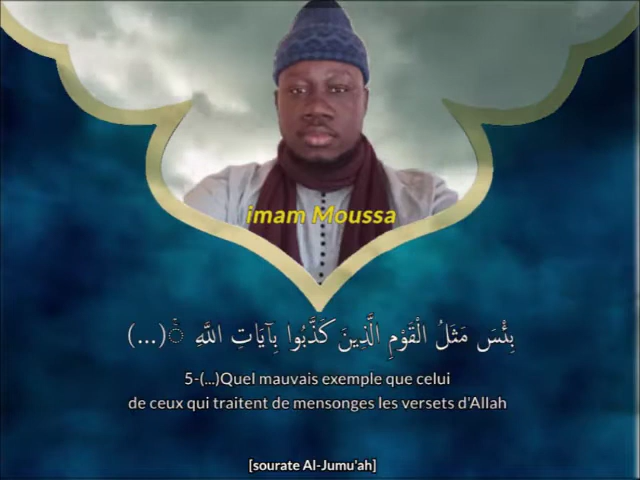 imam Moussa
بِئْسَ مَثَلُ الْقَوْمِ الَّذِينَ كَذَّبُوا بِآيَاتِ اللَّهِ ۚ (...)
5-(...)Quel mauvais exemple que celui
de ceux qui traitent de mensonges les versets d'Allah
[sourate Al-Jumu'ah]